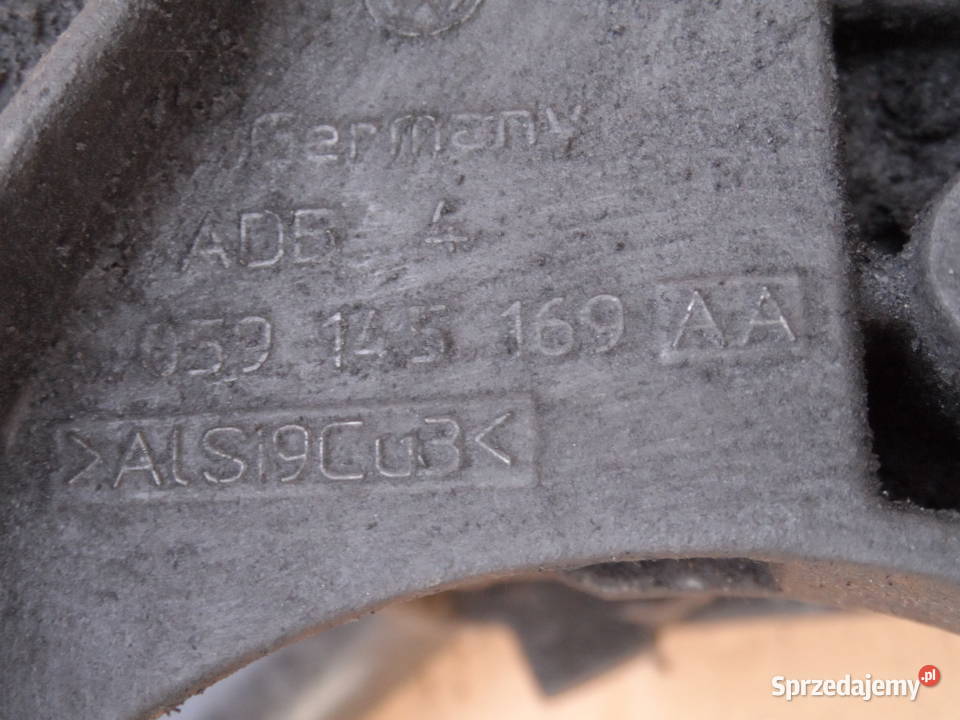 Germany
ADB 4
059 145 169 AA
>AlSi9Cu3<
Sprzedajemy.pl